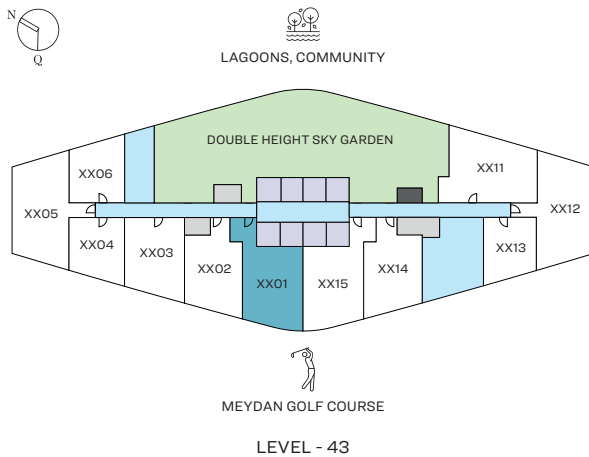 N
Q
LAGOONS, COMMUNITY
DOUBLE HEIGHT SKY GARDEN
XX06
XX11
XX05
XX12
XX04
XX03
XX02
XX01
XX15
XX14
XX13
MEYDAN GOLF COURSE
LEVEL - 43